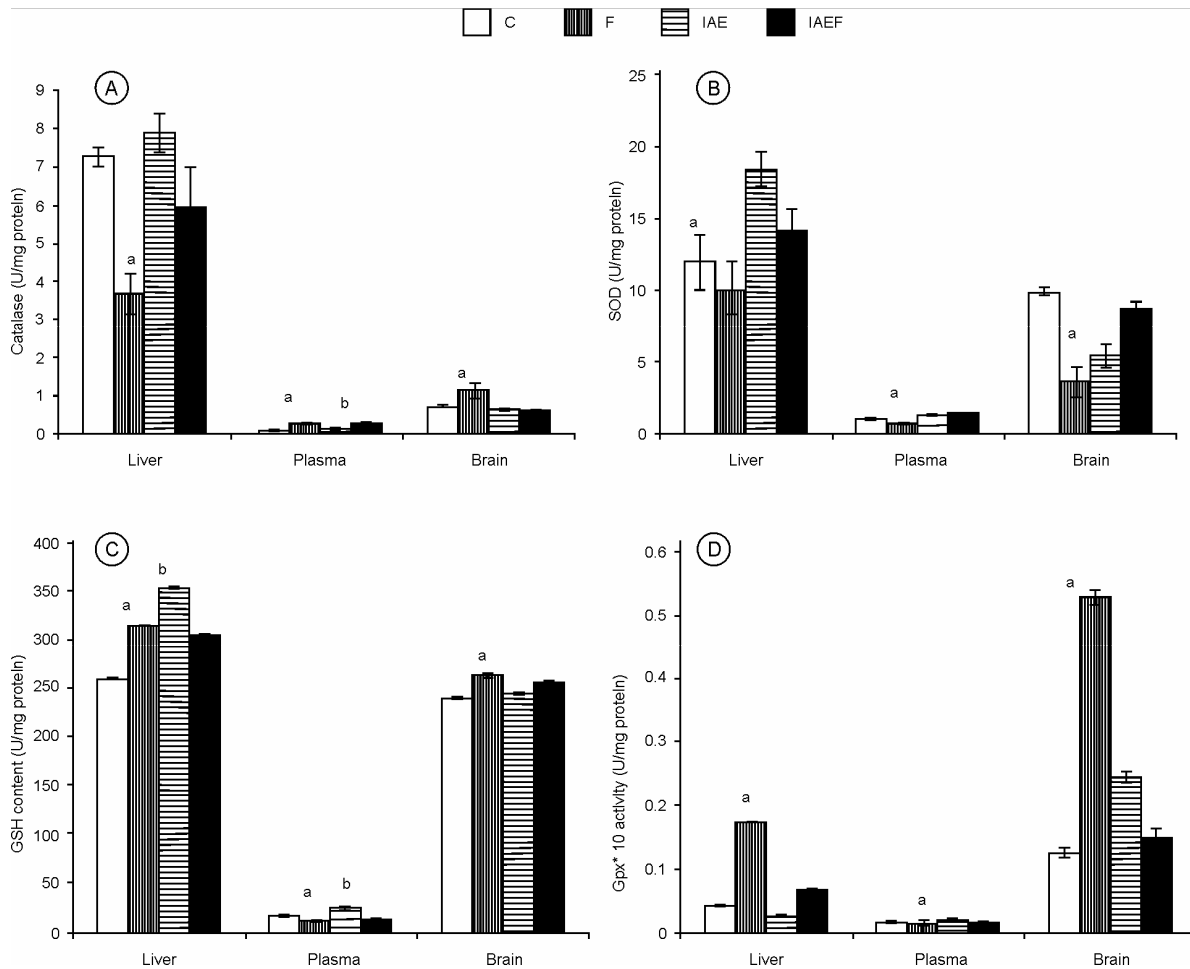 C F IAE IAEF
A
Catalase (U/mg protein)
9
8
7
6
5
4
3
2
1
0
a
a
b
a
Liver Plasma Brain
B
SOD (U/mg protein)
25
20
15
10
5
0
a
a
a
Liver Plasma Brain
C
GSH content (U/mg protein)
400
350
300
250
200
150
100
50
0
a
b
a
b
a
Liver Plasma Brain
D
Gpx* 10 activity (U/mg protein)
0.6
0.5
0.4
0.3
0.2
0.1
0
a
a
a
Liver Plasma Brain